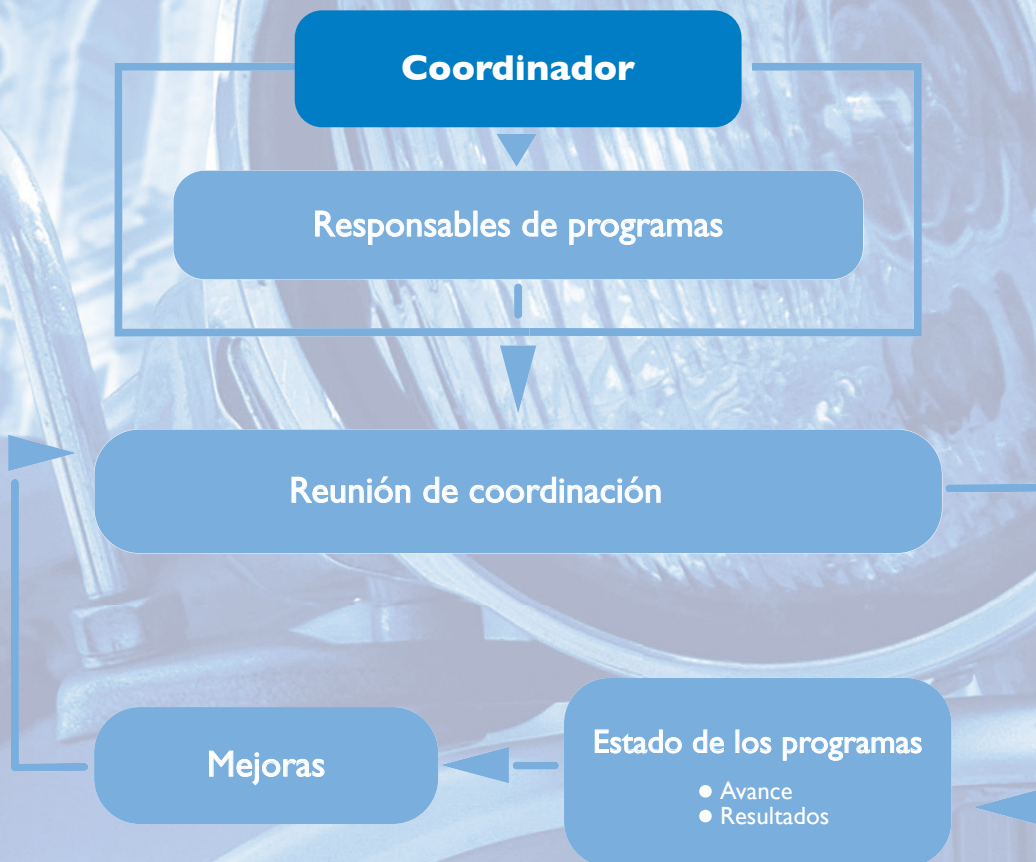 Coordinador
Responsables de programas
Reunión de coordinación
Estado de los programas
● Avance
● Resultados
Mejoras